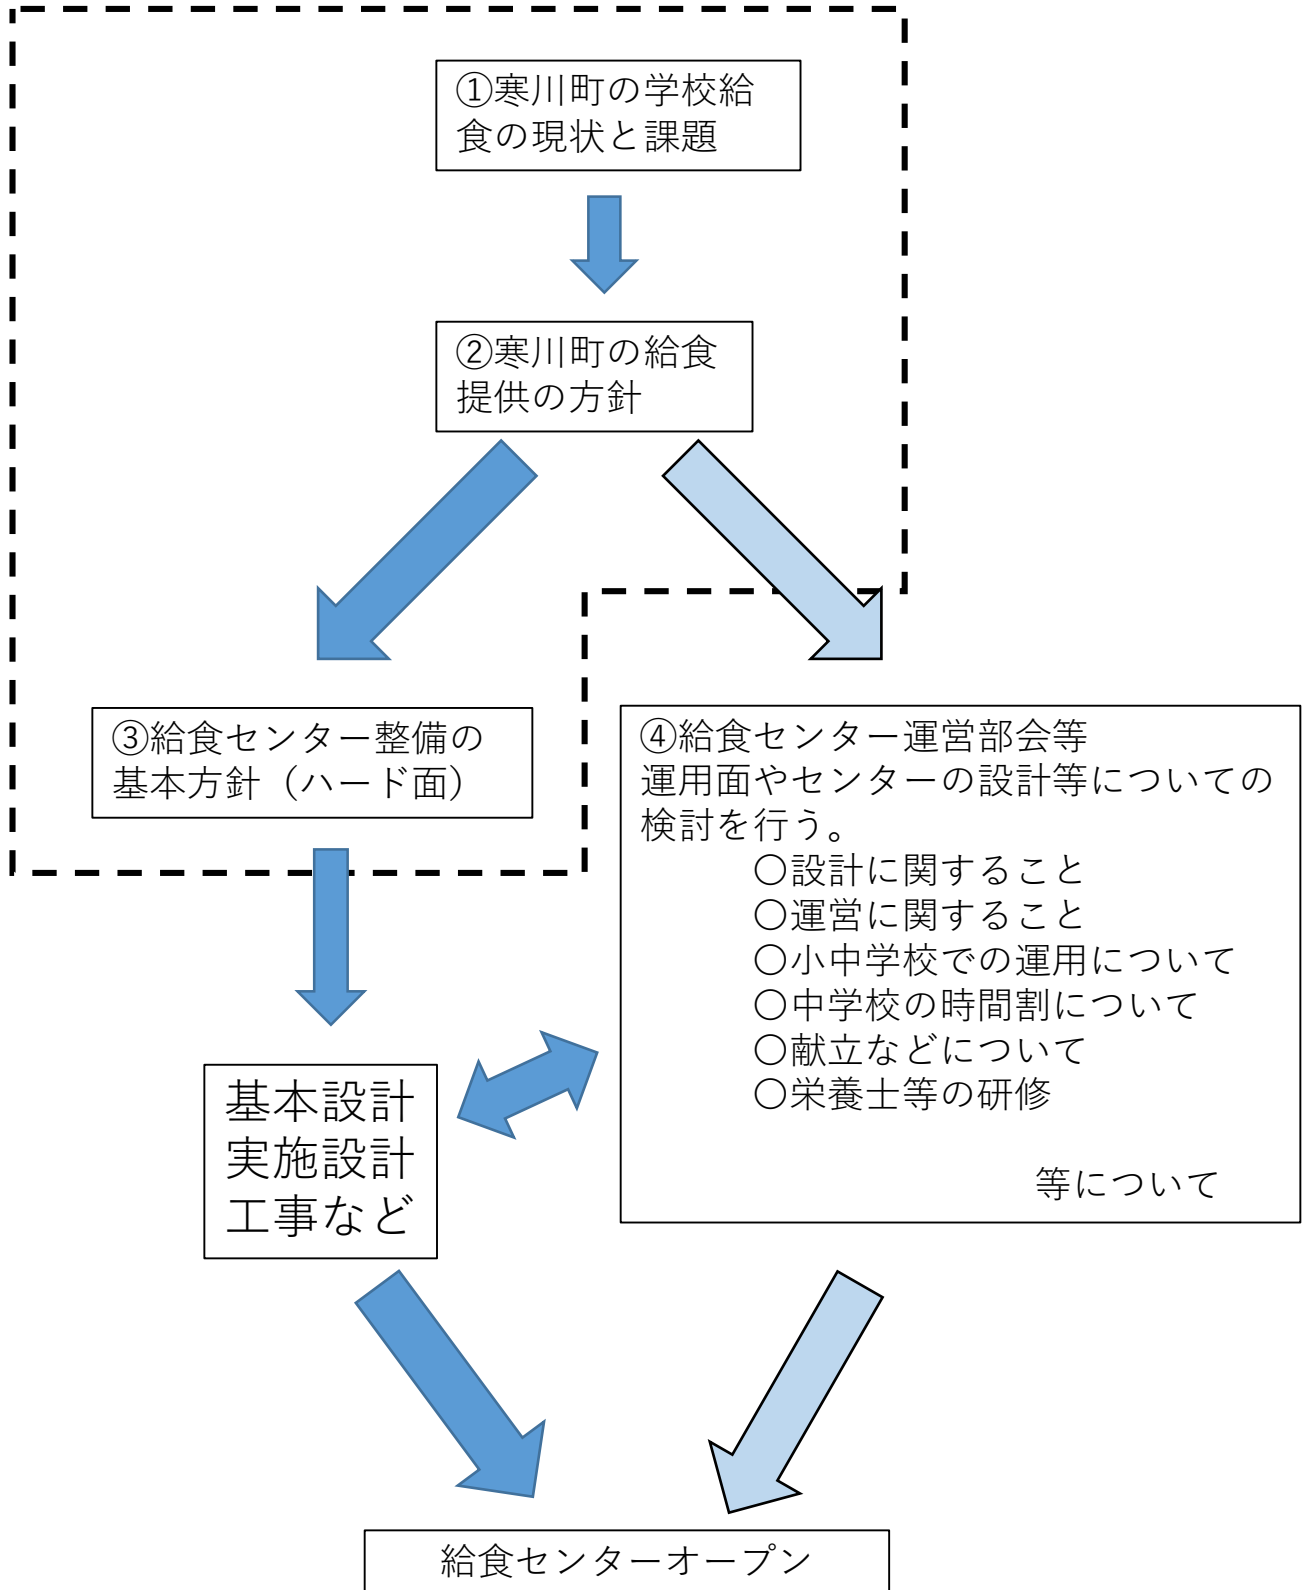 ①寒川町の学校給
食の現状と課題
②寒川町の給食
提供の方針
③給食センター整備の
基本方針（ハード面）
④給食センター運営部会等
運用面やセンターの設計等についての
検討を行う。
〇設計に関すること
〇運営に関すること
〇小中学校での運用について
〇中学校の時間割について
〇献立などについて
〇栄養士等の研修
等について
基本設計
実施設計
工事など
給食センターオープン